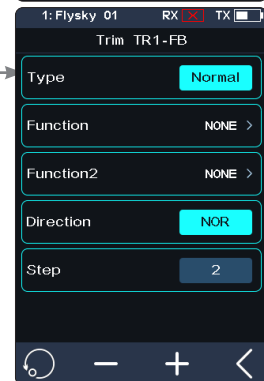 1: Flysky 01 RX TX
Trim TR1-FB
Type Normal
Function NONE >
Function2 NONE >
Direction NOR
Step 2